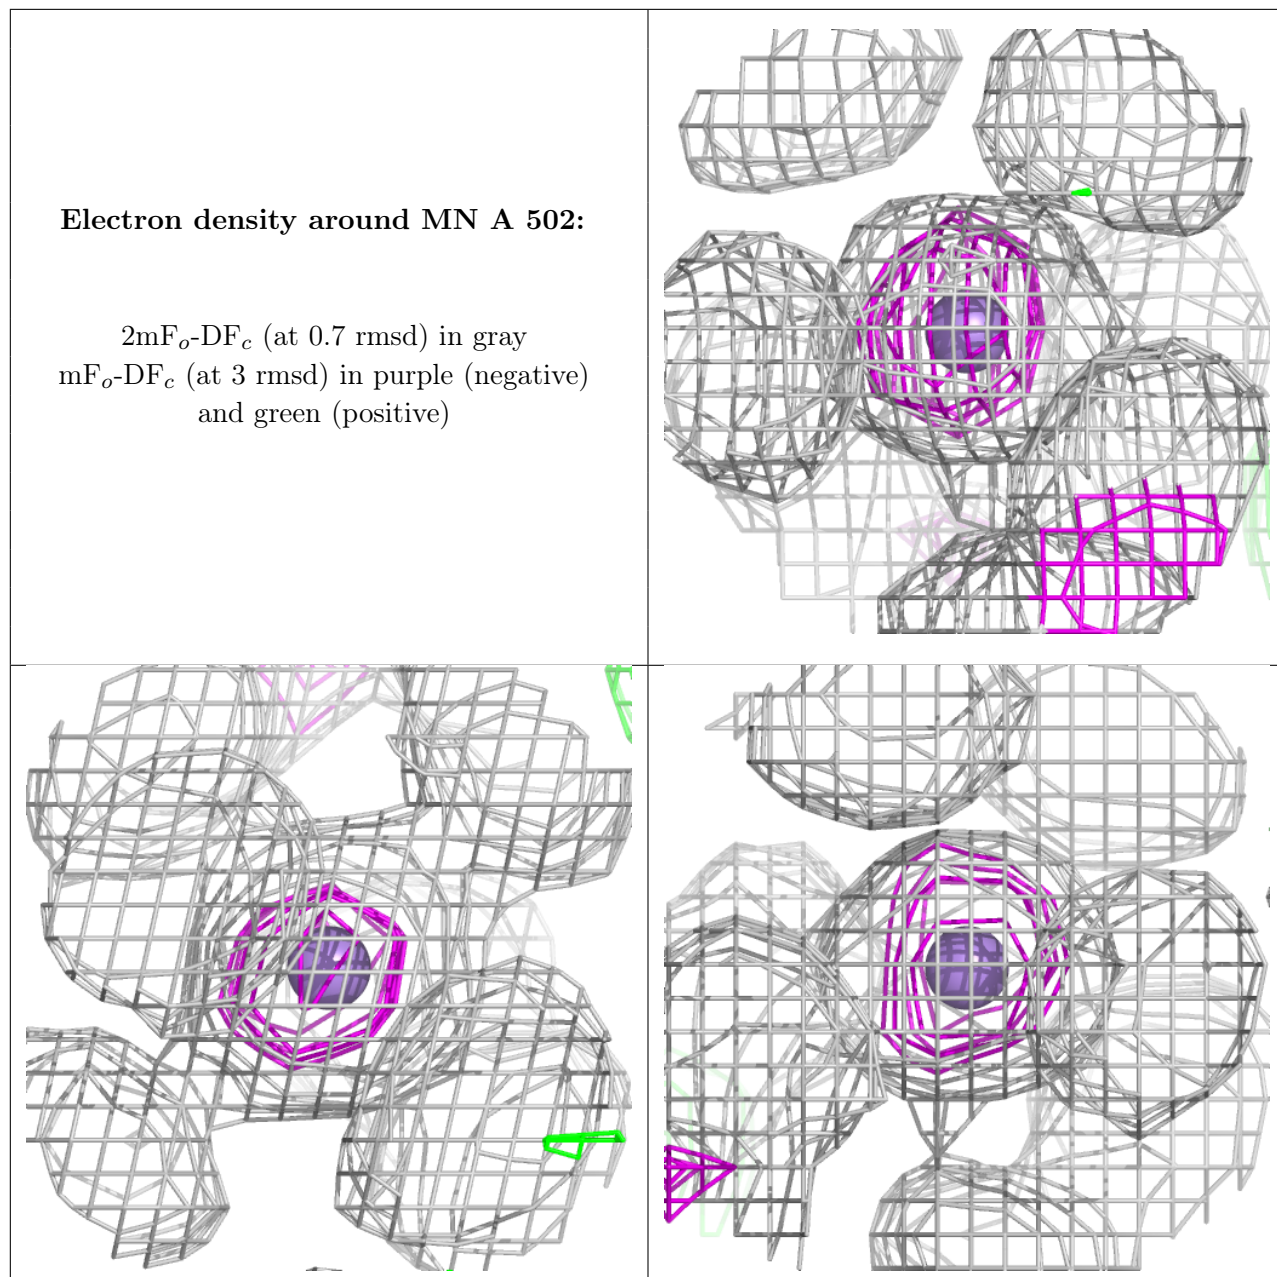 Electron density around MN A 502:
2mFo-DFc (at 0.7 rmsd) in gray
mFo-DFc (at 3 rmsd) in purple (negative)
and green (positive)